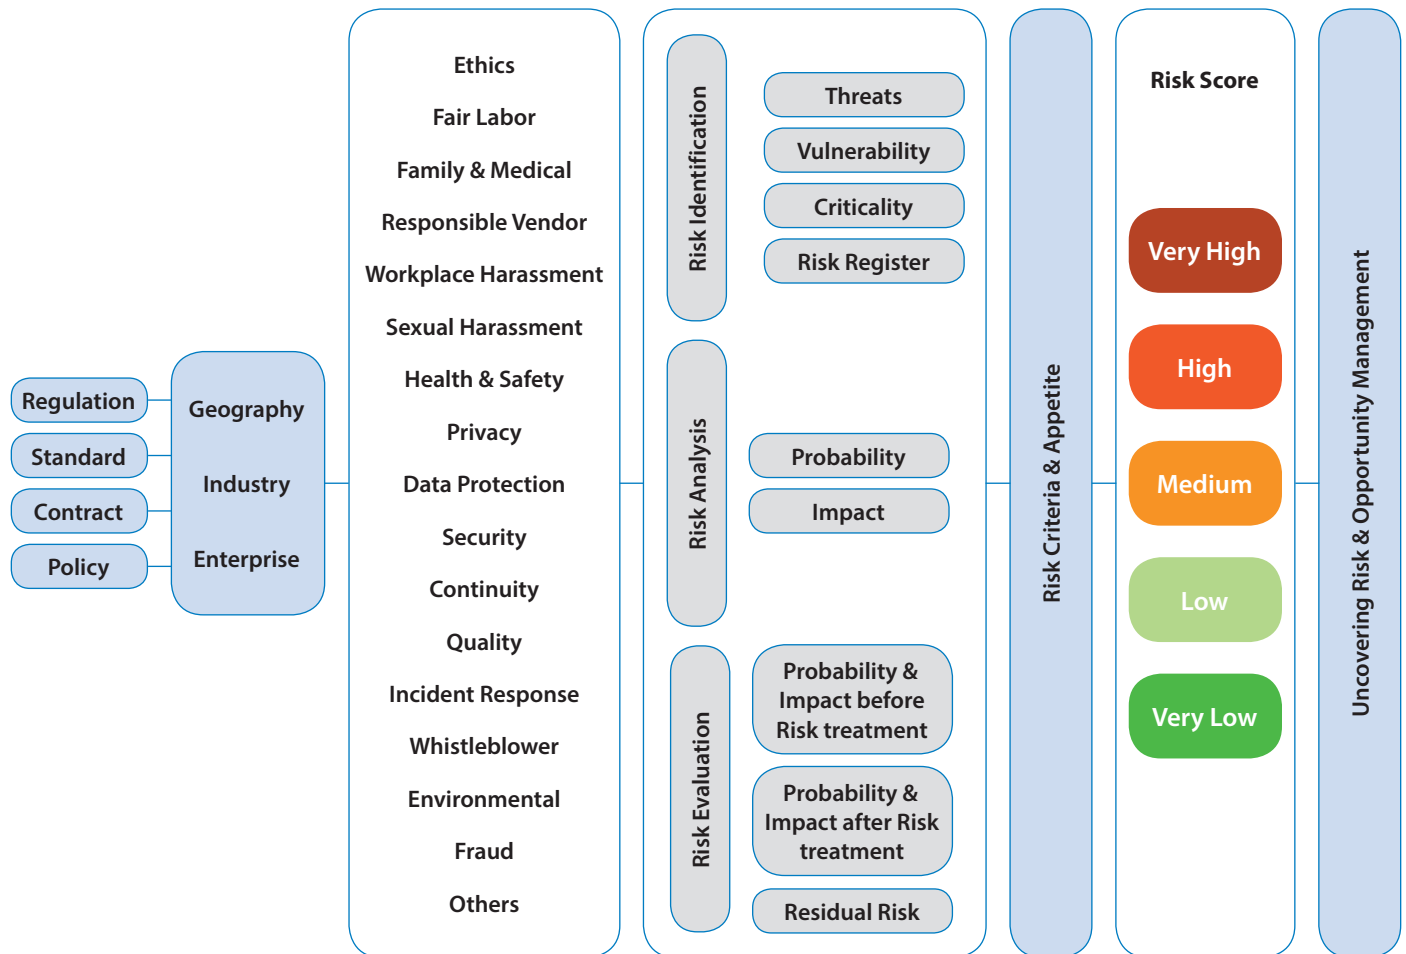 Regulation
Standard
Contract
Policy
Geography
Industry
Enterprise
Ethics
Fair Labor
Family & Medical
Responsible Vendor
Workplace Harassment
Sexual Harassment
Health & Safety
Privacy
Data Protection
Security
Continuity
Quality
Incident Response
Whistleblower
Environmental
Fraud
Others
Risk Identification
Threats
Vulnerability
Criticality
Risk Register
Risk Analysis
Probability
Impact
Risk Evaluation
Probability &
Impact before
Risk treatment
Probability &
Impact after Risk
treatment
Residual Risk
Risk Criteria & Appetite
Risk Score
Very High
High
Medium
Low
Very Low
Uncovering Risk & Opportunity Management